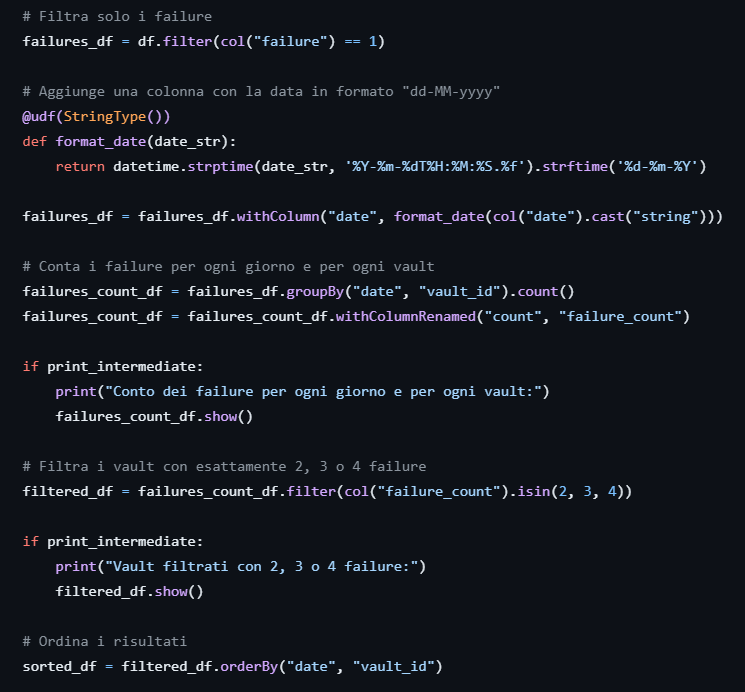 # Filtra solo i failure
failures_df = df.filter(col("failure") == 1)
# Aggiunge una colonna con la data in formato "dd-MM-yyyy"
@udf(StringType())
def format_date(date_str):
    return datetime.strptime(date_str, '%Y-%m-%dT%H:%M:%S.%f').strftime('%d-%m-%Y')
failures_df = failures_df.withColumn("date", format_date(col("date").cast("string")))
# Conta i failure per ogni giorno e per ogni vault
failures_count_df = failures_df.groupBy("date", "vault_id").count()
failures_count_df = failures_count_df.withColumnRenamed("count", "failure_count")
if print_intermediate:
    print("Conto dei failure per ogni giorno e per ogni vault:")
    failures_count_df.show()
# Filtra i vault con esattamente 2, 3 o 4 failure
filtered_df = failures_count_df.filter(col("failure_count").isin(2, 3, 4))
if print_intermediate:
    print("Vault filtrati con 2, 3 o 4 failure:")
    filtered_df.show()
# Ordina i risultati
sorted_df = filtered_df.orderBy("date", "vault_id")